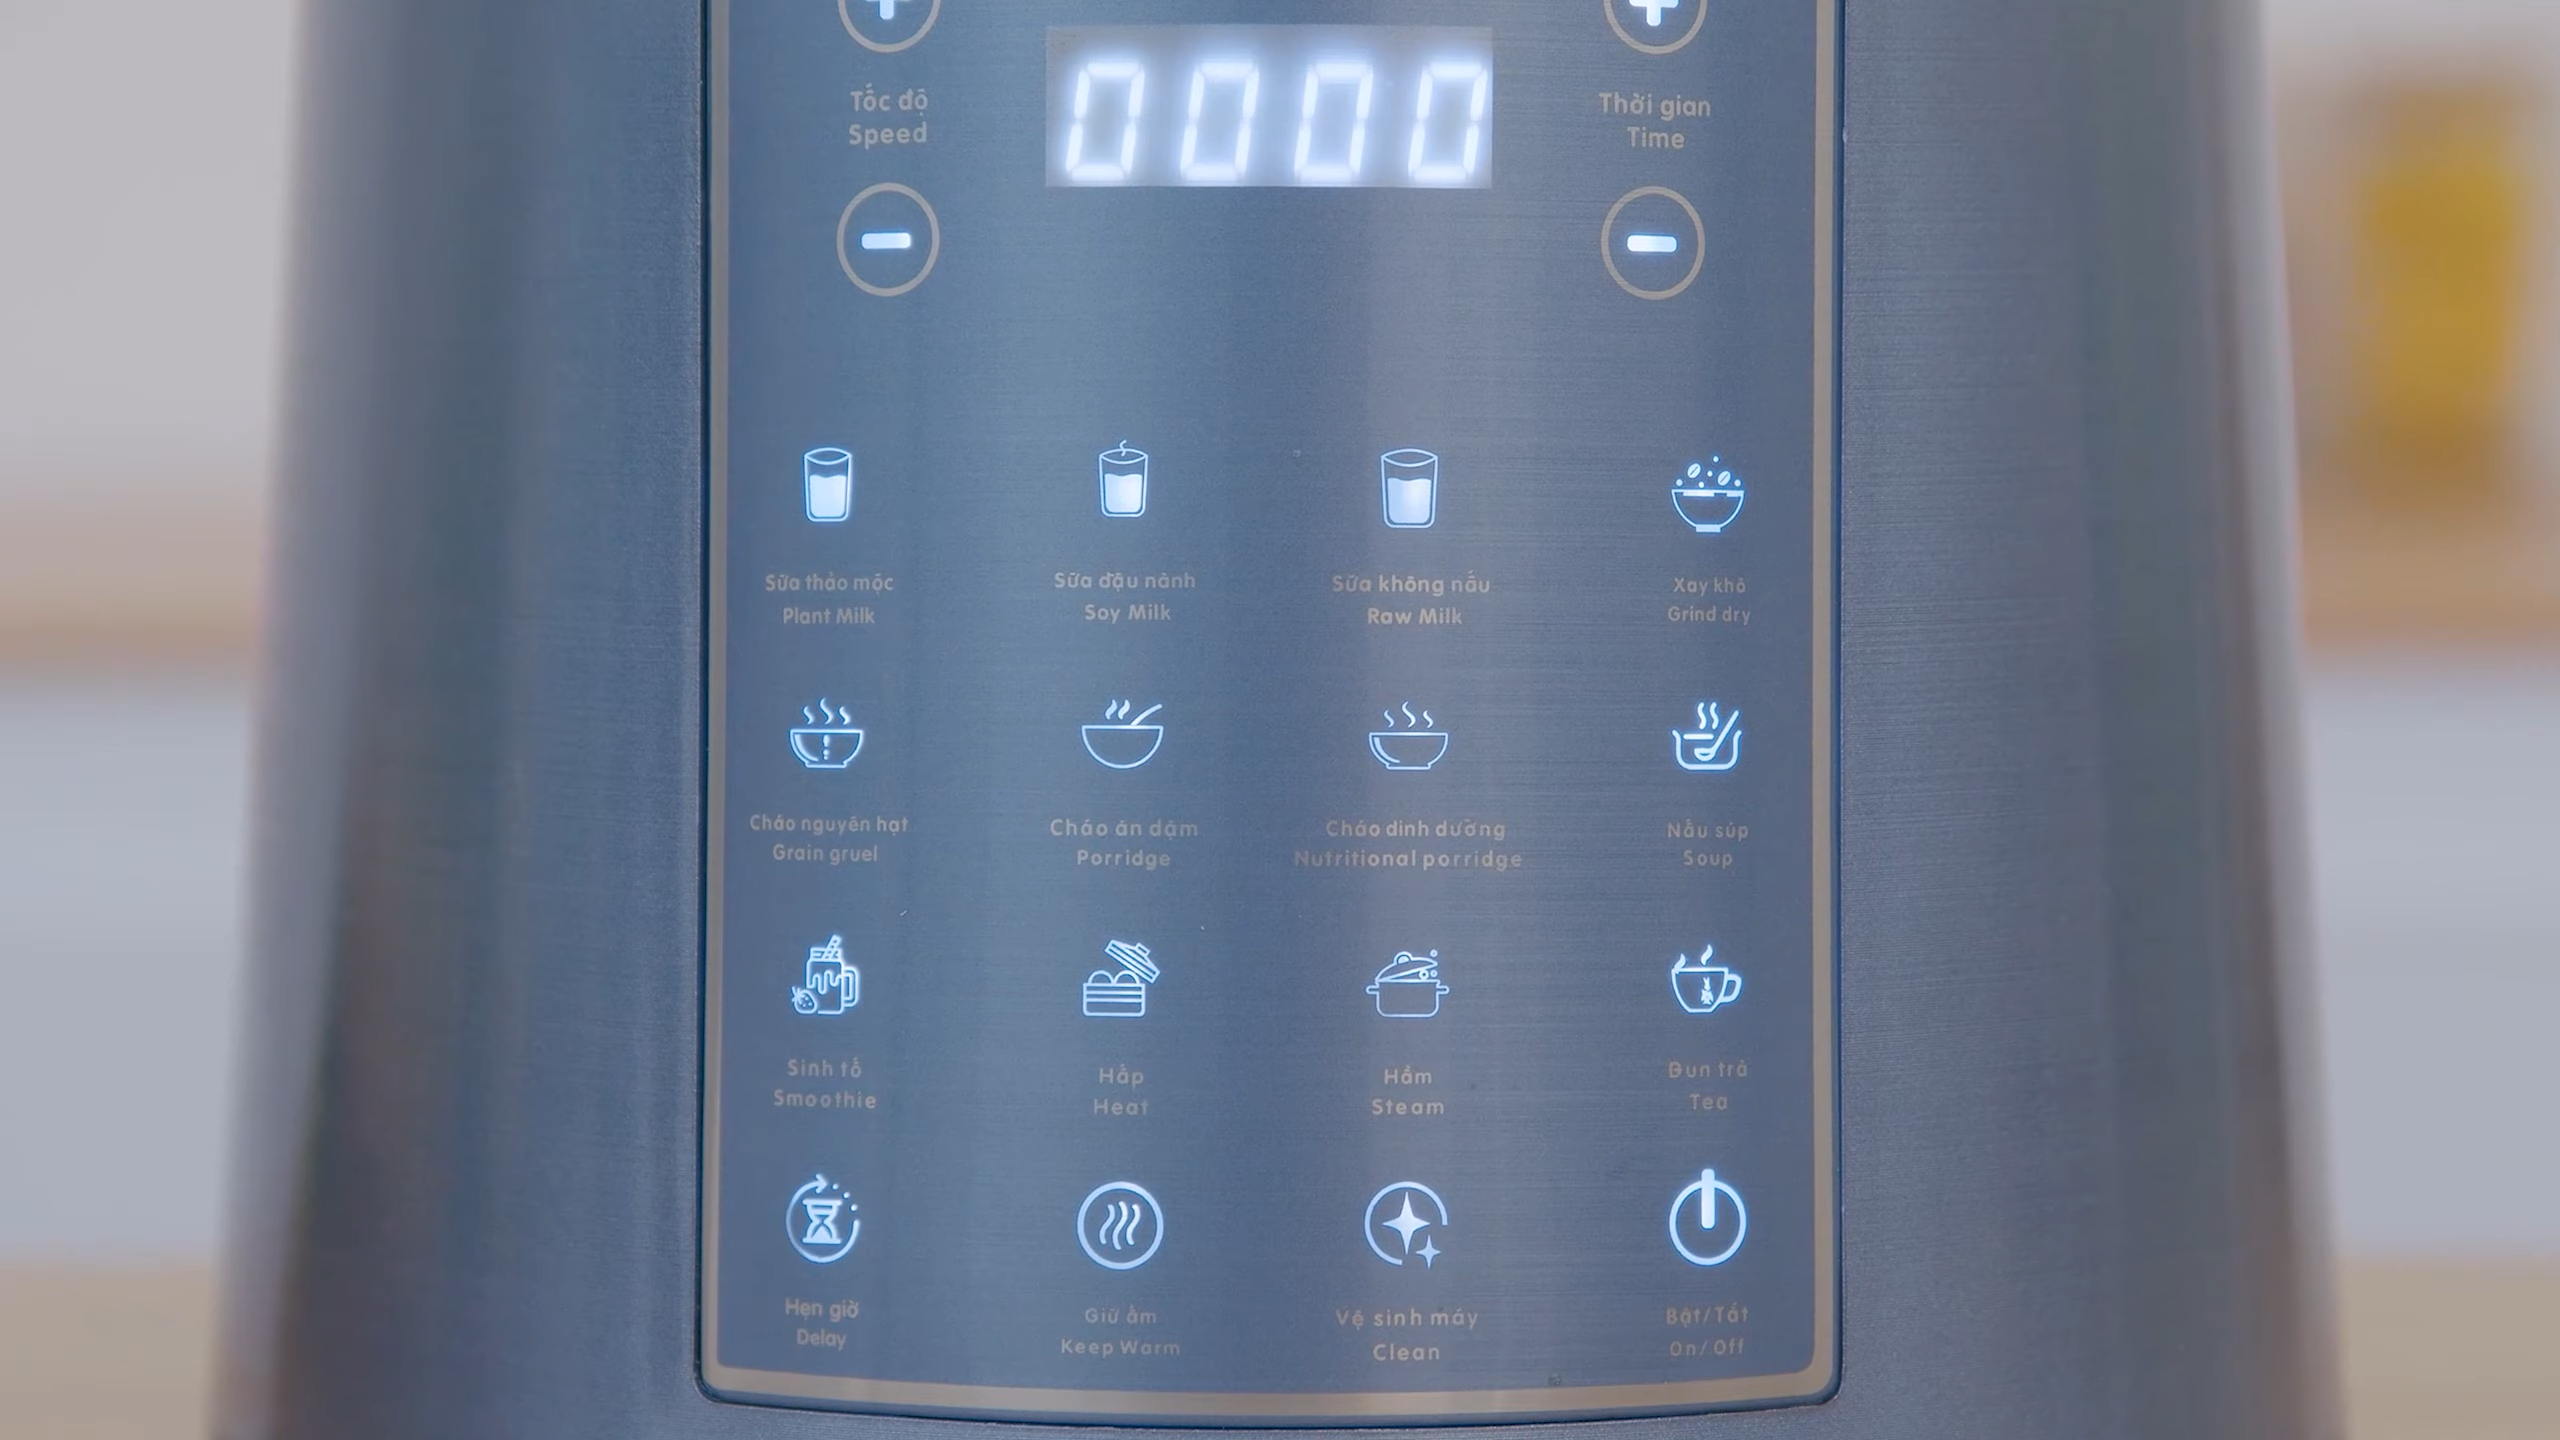 0000
Tốc độ
Speed
Thời gian
Time
Sữa thảo mộc
Plant Milk
Sữa đậu nành
Soy Milk
Sữa không nấu
Raw Milk
Xay khô
Grind dry
Cháo nguyên hạt
Grain gruel
Cháo ăn dặm
Porridge
Cháo dinh dưỡng
Nutritional porridge
Nấu súp
Soup
Sinh tố
Smoothie
Hấp
Heat
Hầm
Steam
Đun trà
Tea
Hẹn giờ
Delay
Giữ ấm
Keep Warm
Vệ sinh máy
Clean
Bật/Tắt
On/Off